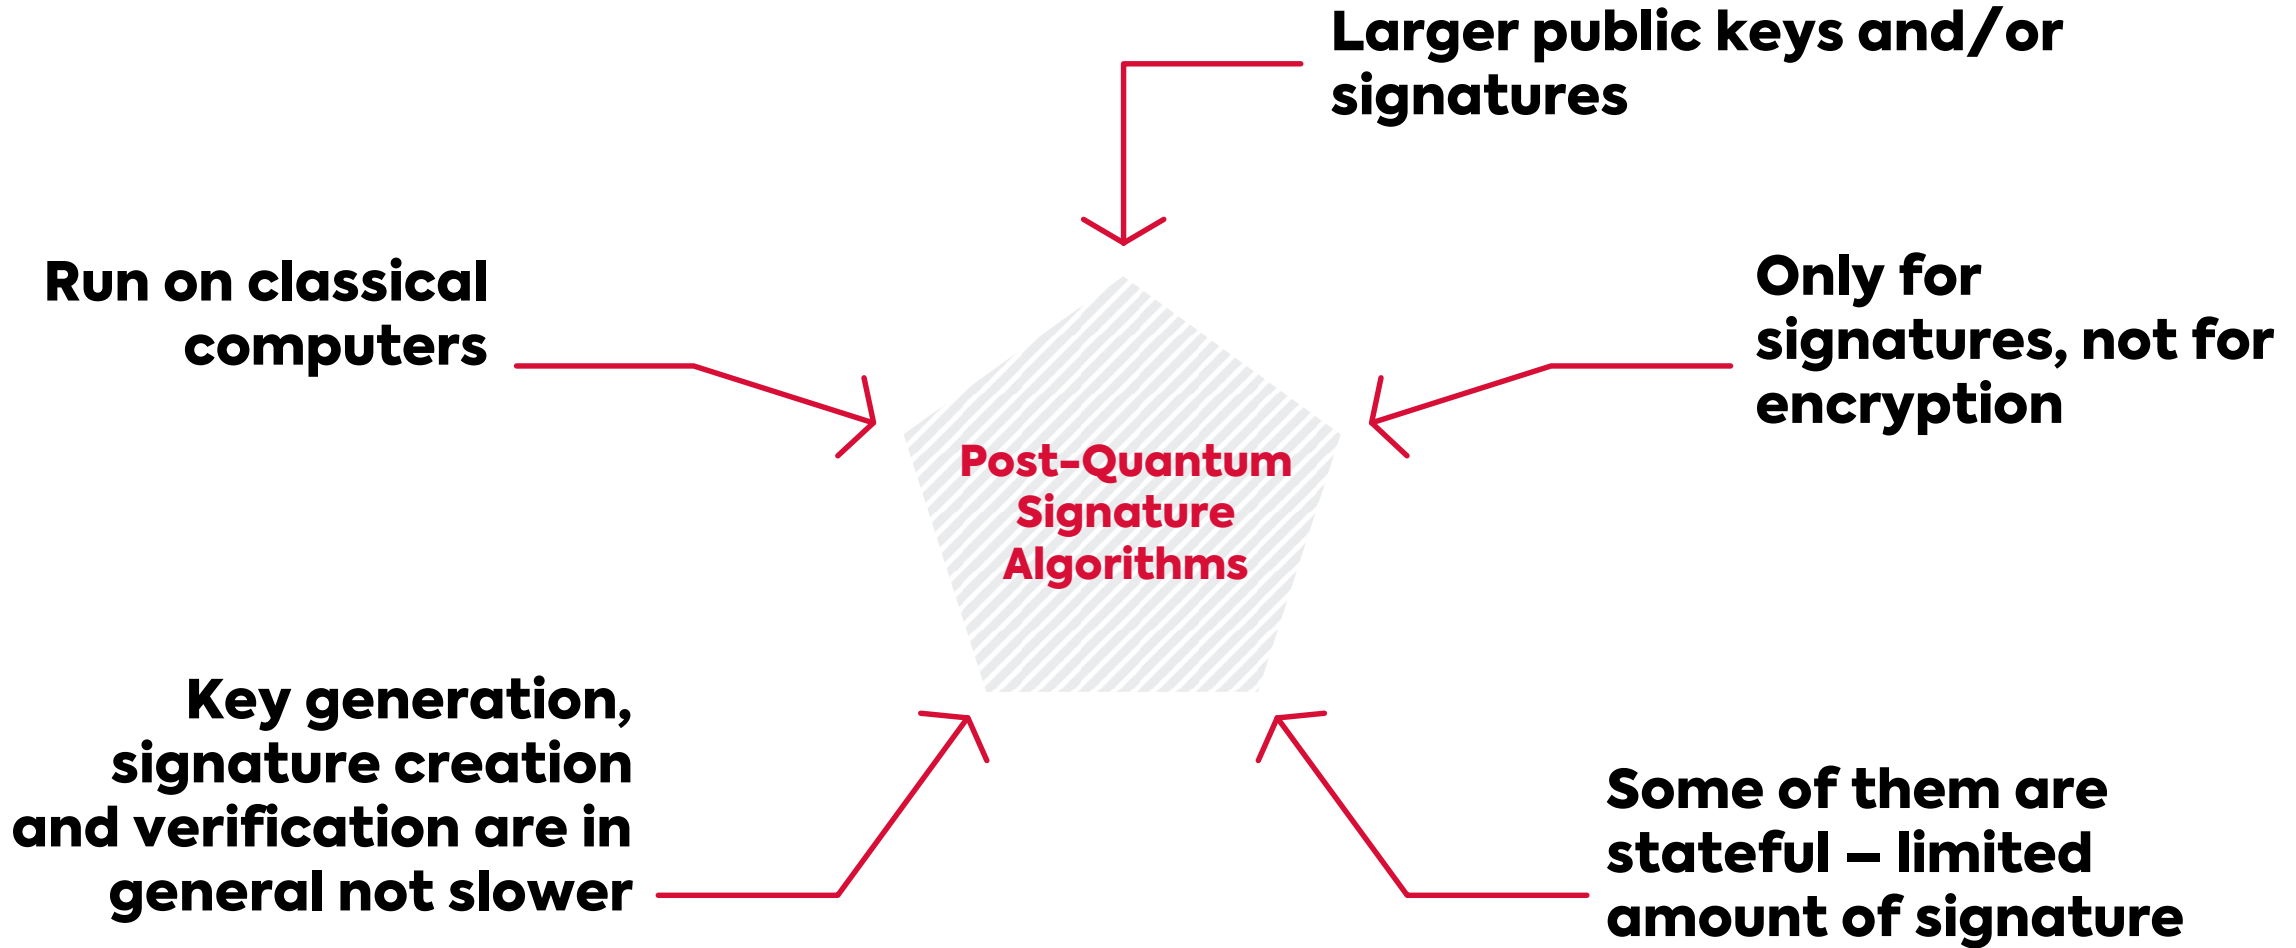 Larger public keys and/or
signatures
Run on classical
computers
Only for
signatures, not for
encryption
Post-Quantum
Signature
Algorithms
Key generation,
signature creation
and verification are in
general not slower
Some of them are
stateful – limited
amount of signature